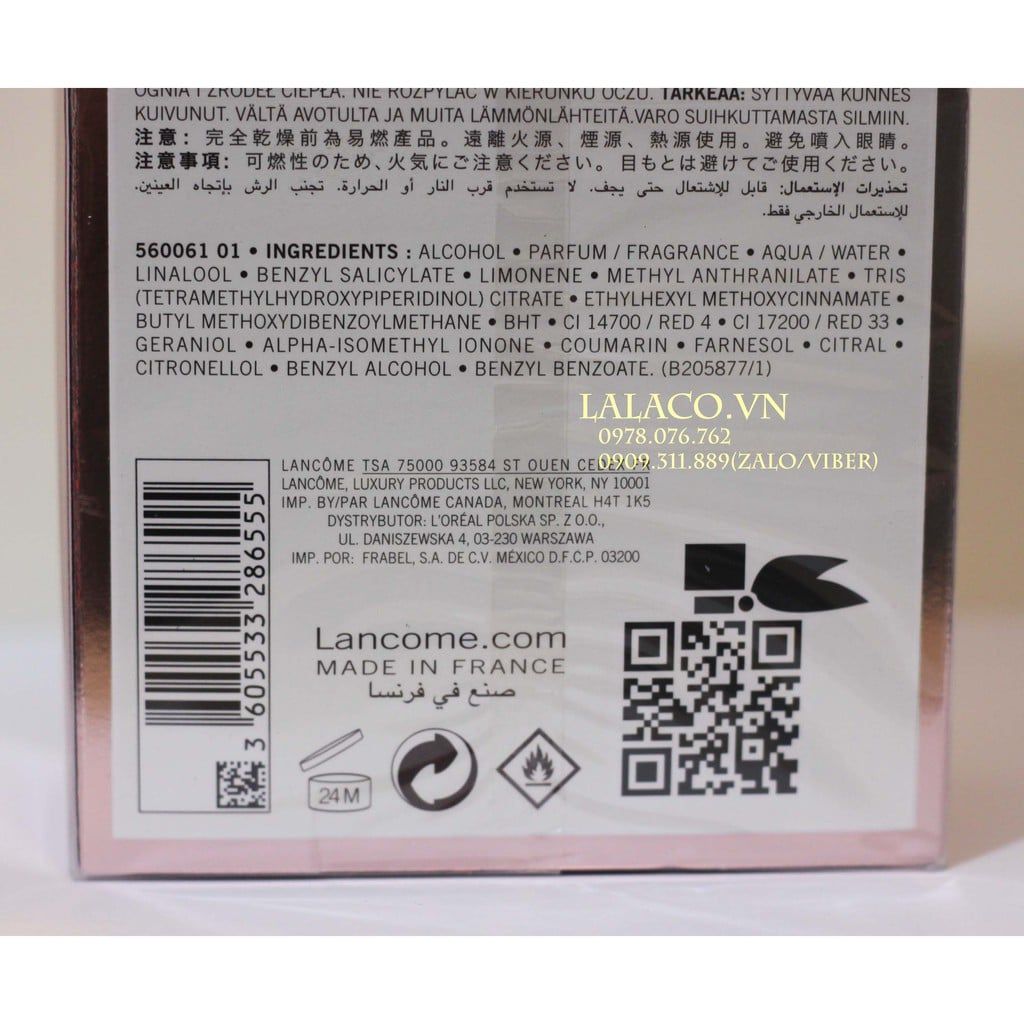 OGNIA I ŹRÓDEŁ CIEPŁA. NIE ROZPYLAĆ W KIERUNKU OCZU. TÄRKEÄÄ: SYTTYVÄÄ KUNNES
KUIVUNUT. VÄLTÄ AVOTULTA JA MUITA LÄMMÖNLÄHTEITÄ.VARO SUIHKUTTAMASTA SILMIIN.
注意：完全乾燥前為易燃產品。遠離火源、煙源、熱源使用。避免噴入眼睛。
注意事項：可燃性のため、火気にご注意ください。目もとは避けてご使用ください。
تحذيرات الإستعمال: قابل للإشتعال حتى يجف. لا تستخدم قرب النار أو الحرارة. تجنب الرش بإتجاه العينين.
للإستعمال الخارجي فقط.
560061 01 • INGREDIENTS : ALCOHOL • PARFUM / FRAGRANCE • AQUA / WATER •
LINALOOL • BENZYL SALICYLATE • LIMONENE • METHYL ANTHRANILATE • TRIS
(TETRAMETHYLHYDROXYPIPERIDINOL) CITRATE • ETHYLHEXYL METHOXYCINNAMATE •
BUTYL METHOXYDIBENZOYLMETHANE • BHT • CI 14700 / RED 4 • CI 17200 / RED 33 •
GERANIOL • ALPHA-ISOMETHYL IONONE • COUMARIN • FARNESOL • CITRAL •
CITRONELLOL • BENZYL ALCOHOL • BENZYL BENZOATE. (B205877/1)
LALACO.VN
0978.076.762
0909.311.889(ZALO/VIBER)
LANCÔME TSA 75000 93584 ST OUEN CEDEX FR
LANCÔME, LUXURY PRODUCTS LLC, NEW YORK, NY 10001
IMP. BY/PAR LANCÔME CANADA, MONTREAL H4T 1K5
DYSTRYBUTOR: L'ORÉAL POLSKA SP. Z O.O.,
UL. DANISZEWSKA 4, 03-230 WARSZAWA
IMP. POR: FRABEL, S.A. DE C.V. MÉXICO D.F.C.P. 03200
3 605533 286555
Lancome.com
MADE IN FRANCE
صنع في فرنسا
24M